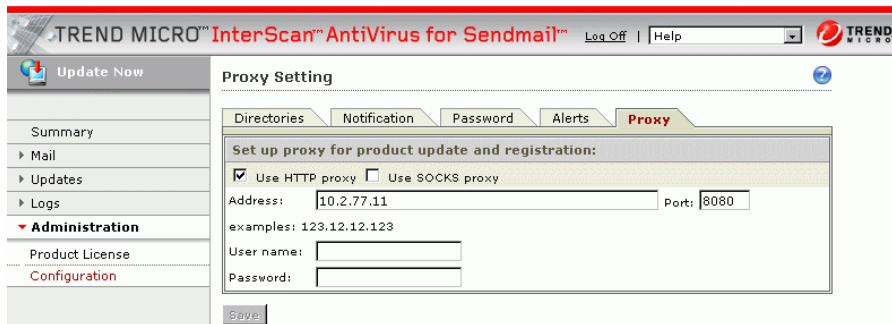 TREND MICRO™ InterScan™ AntiVirus for Sendmail™ Log Off | Help TREND MICRO
Update Now
Proxy Setting ?
Directories Notification Password Alerts Proxy
Summary
Mail
Updates
Logs
Administration
Product License
Configuration
Set up proxy for product update and registration:
Use HTTP proxy Use SOCKS proxy
Address: 10.2.77.11 Port: 8080
examples: 123.12.12.123
User name:
Password:
Save